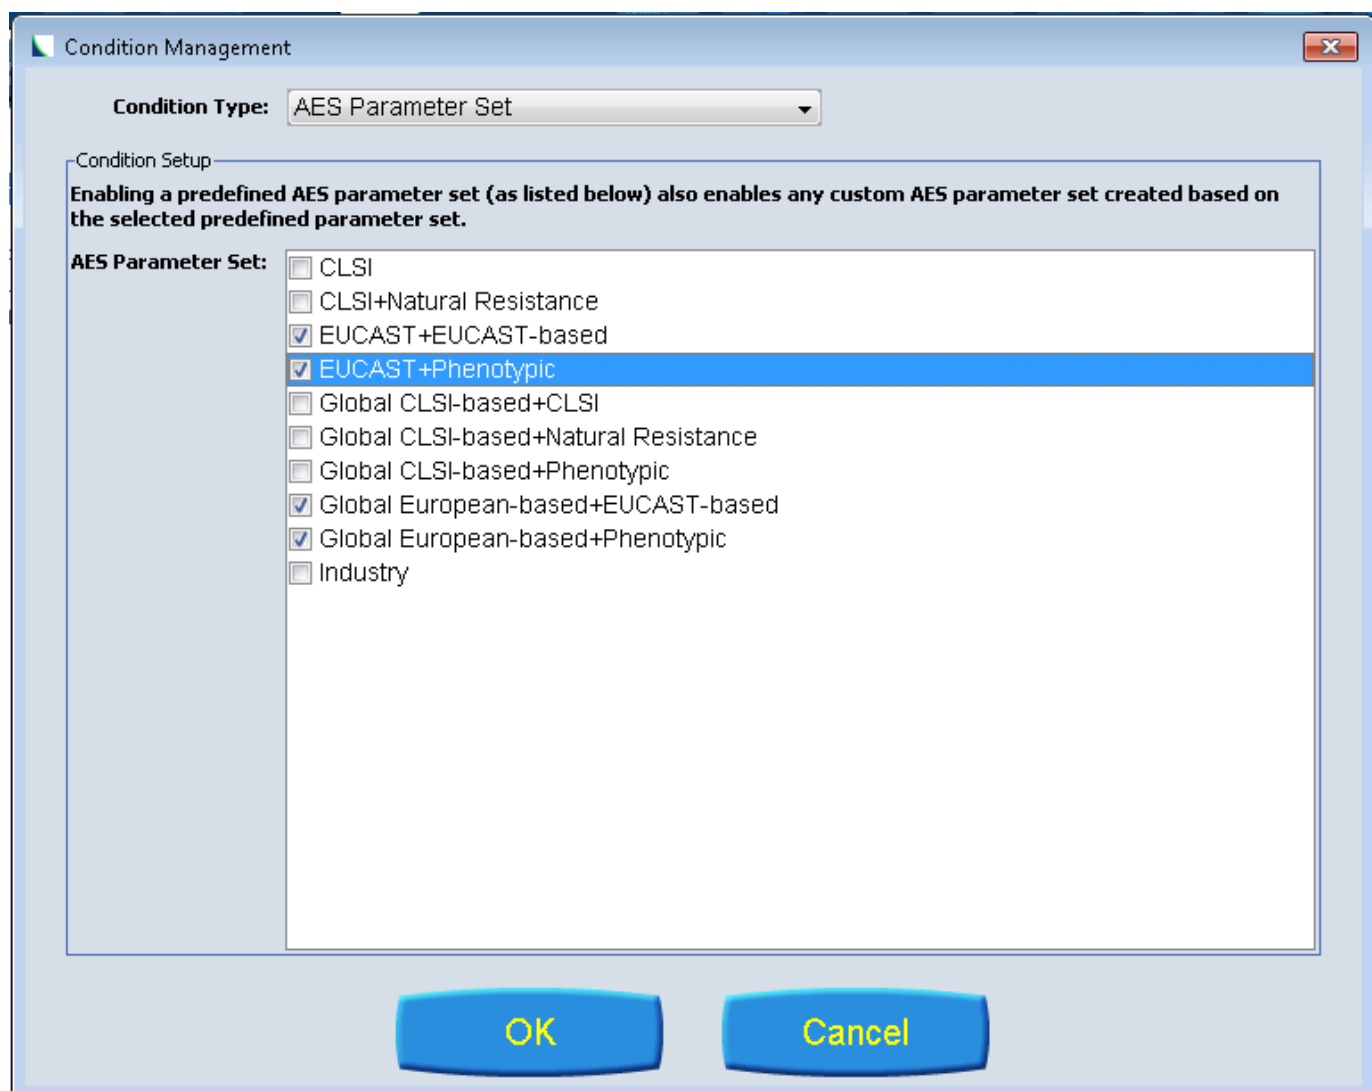 Condition Management
Condition Type: AES Parameter Set
Condition Setup
Enabling a predefined AES parameter set (as listed below) also enables any custom AES parameter set created based on
the selected predefined parameter set.
AES Parameter Set:
CLSI
CLSI+Natural Resistance
EUCAST+EUCAST-based
EUCAST+Phenotypic
Global CLSI-based+CLSI
Global CLSI-based+Natural Resistance
Global CLSI-based+Phenotypic
Global European-based+EUCAST-based
Global European-based+Phenotypic
Industry
OK
Cancel